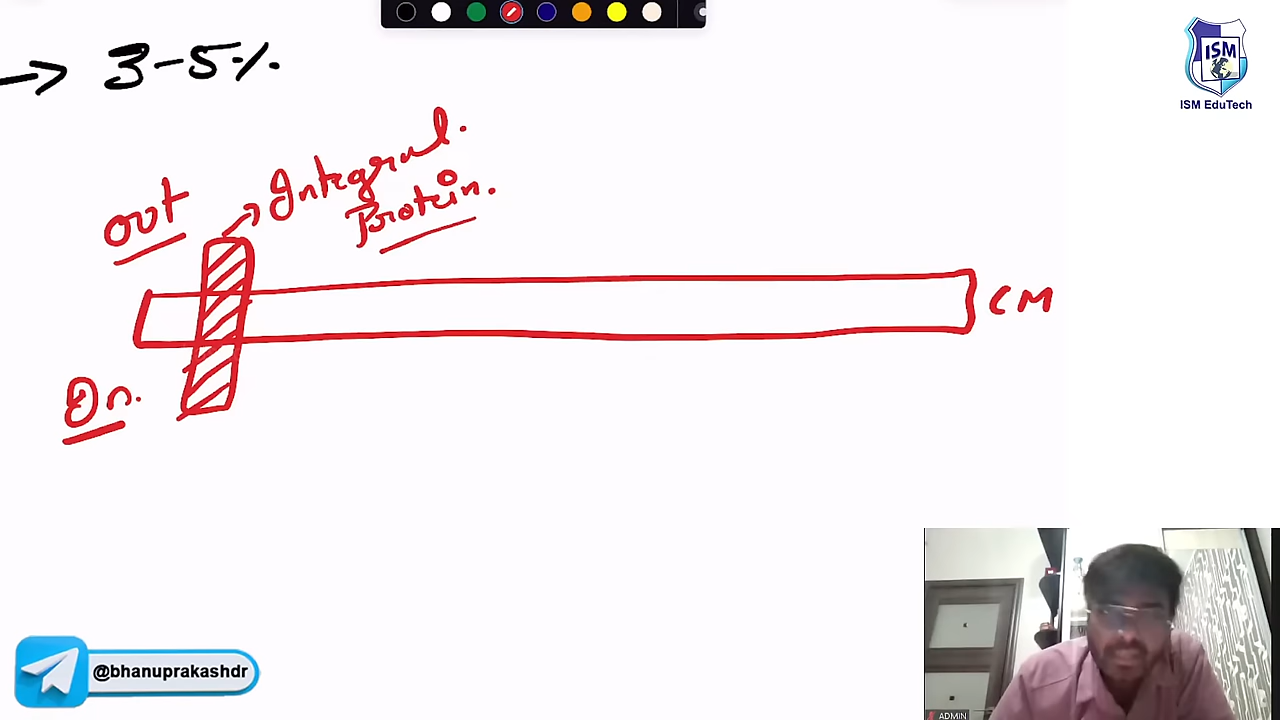 → 3-5%.
ISM
ISM EduTech
Integral.
Protein.
out
CM
In.
@bhanuprakashdr
ADMIN